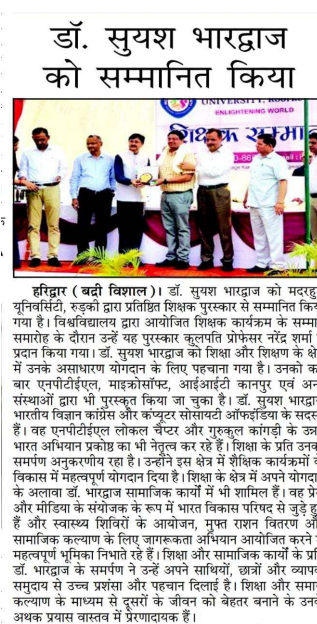 डॉ. सुयश भारद्वाज
को सम्मानित किया
UNIVERSITY, ROORK
ENLIGHTENING WORLD
शिक्षक सम्मा
हरिद्वार ( बद्री विशाल )। डॉ. सुयश भारद्वाज को मदरहु
यूनिवर्सिटी, रुड़की द्वारा प्रतिष्ठित शिक्षक पुरस्कार से सम्मानित किय
गया है। विश्वविद्यालय द्वारा आयोजित शिक्षक कार्यक्रम के सम्मा
समारोह के दौरान उन्हें यह पुरस्कार कुलपति प्रोफेसर नरेंद्र शर्मा
प्रदान किया गया। डॉ. सुयश भारद्वाज को शिक्षा और शिक्षण के क्षे
में उनके असाधारण योगदान के लिए पहचाना गया है। उनको क
बार एनपीटीईएल, माइक्रोसॉफ्ट, आईआईटी कानपुर एवं अन
संस्थाओं द्वारा भी पुरस्कृत किया जा चुका है। डॉ. सुयश भारद्वा
भारतीय विज्ञान कांग्रेस और कंप्यूटर सोसायटी ऑफइंडिया के सदस
हैं। वह एनपीटीईएल लोकल चैप्टर और गुरुकुल कांगड़ी के उन्न
भारत अभियान प्रकोष्ठ का भी नेतृत्व कर रहे हैं। शिक्षा के प्रति उनक
समर्पण अनुकरणीय रहा है। उन्होंने इस क्षेत्र में शैक्षिक कार्यक्रमों वे
विकास में महत्वपूर्ण योगदान दिया है। शिक्षा के क्षेत्र में अपने योगदा
के अलावा डॉ. भारद्वाज सामाजिक कार्यों में भी शामिल हैं। वह प्रे
और मीडिया के संयोजक के रूप में भारत विकास परिषद से जुड़े हु
हैं और स्वास्थ्य शिविरों के आयोजन, मुफ्त राशन वितरण औ
सामाजिक कल्याण के लिए जागरूकता अभियान आयोजित करने
महत्वपूर्ण भूमिका निभाते रहे हैं। शिक्षा और सामाजिक कार्यों के प्रति
डॉ. भारद्वाज के समर्पण ने उन्हें अपने साथियों, छात्रों और व्याप
समुदाय से उच्च प्रशंसा और पहचान दिलाई है। शिक्षा और समा
कल्याण के माध्यम से दूसरों के जीवन को बेहतर बनाने के उनवे
अथक प्रयास वास्तव में प्रेरणादायक हैं।